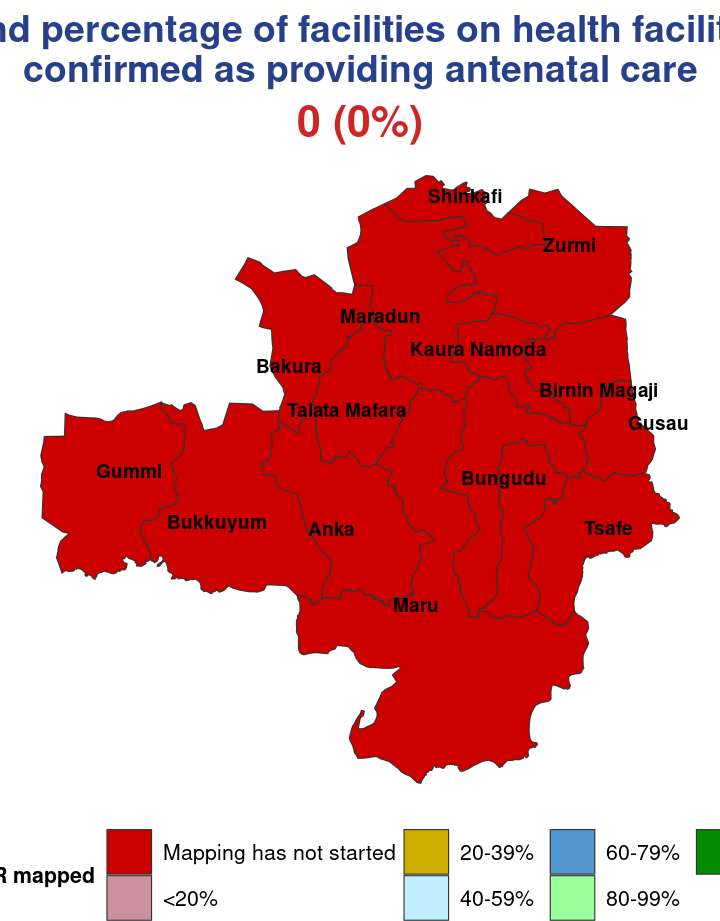 nd percentage of facilities on health facilit
confirmed as providing antenatal care
0 (0%)
Shinkafi
Zurmi
Maradun
Kaura Namoda
Bakura
Birnin Magaji
Talata Mafara
Gusau
Gummi
Bungudu
Bukkuyum
Anka
Tsafe
Maru
R mapped
Mapping has not started
<20%
20-39%
40-59%
60-79%
80-99%